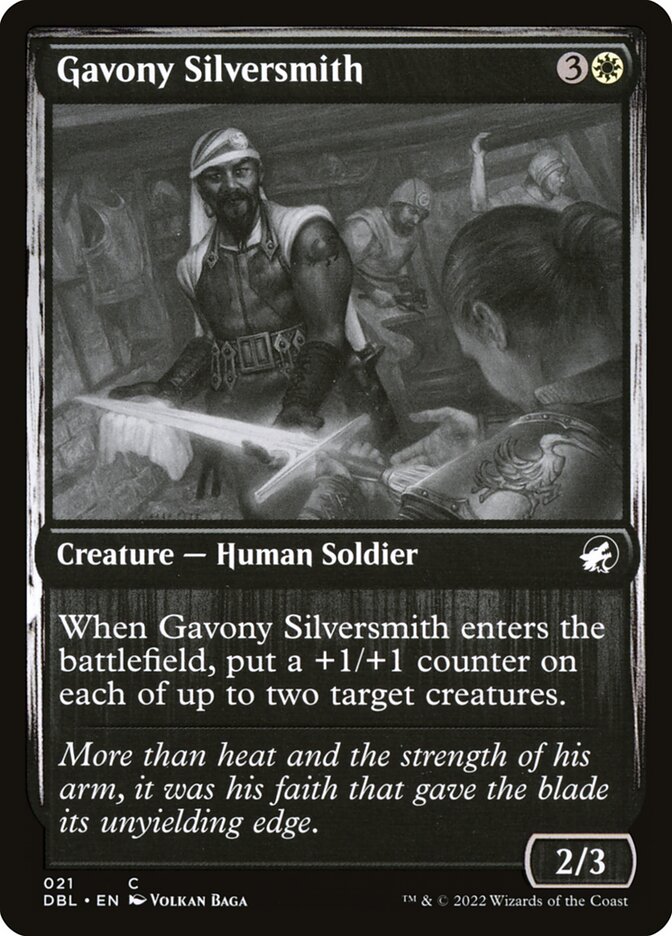 Gavony Silversmith 3
Creature — Human Soldier
When Gavony Silversmith enters the
battlefield, put a +1/+1 counter on
each of up to two target creatures.
More than heat and the strength of his
arm, it was his faith that gave the blade
its unyielding edge.
2/3
021 C
DBL • EN Volkan Baga
™ & © 2022 Wizards of the Coast